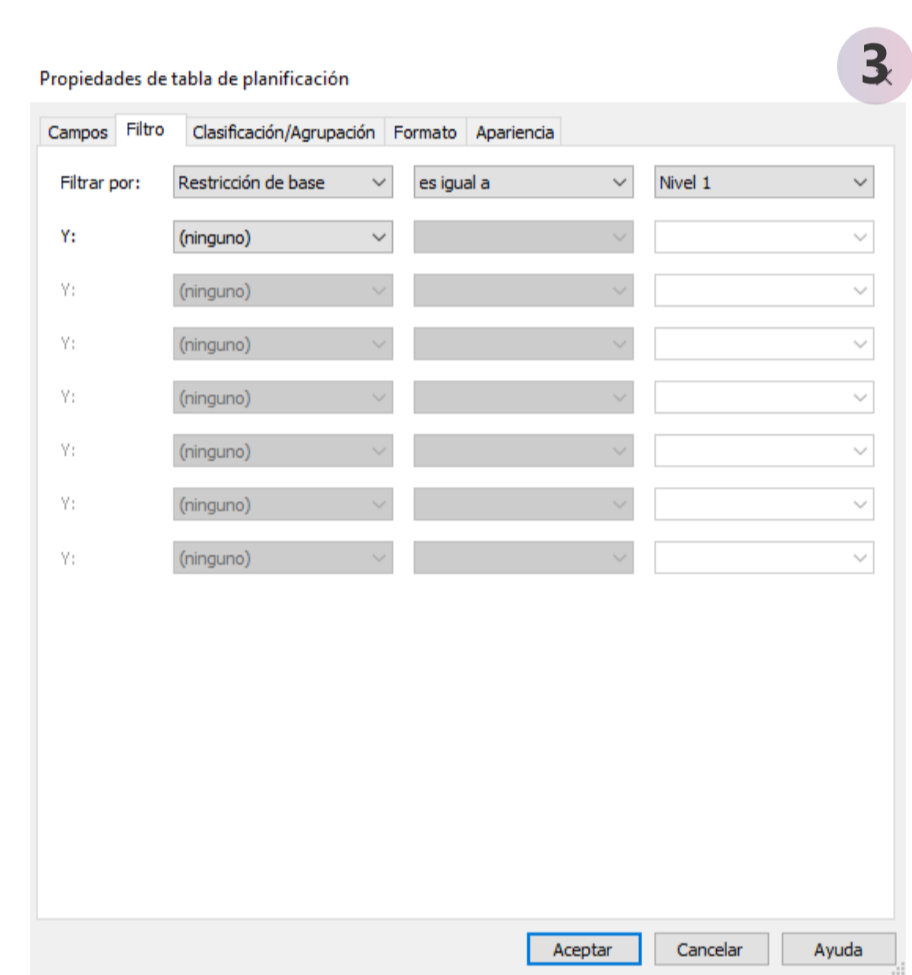 3
Propiedades de tabla de planificación
Campos Filtro Clasificación/Agrupación Formato Apariencia
Filtrar por: Restricción de base es igual a Nivel 1
Y: (ninguno)
Y: (ninguno)
Y: (ninguno)
Y: (ninguno)
Y: (ninguno)
Y: (ninguno)
Y: (ninguno)
Aceptar Cancelar Ayuda